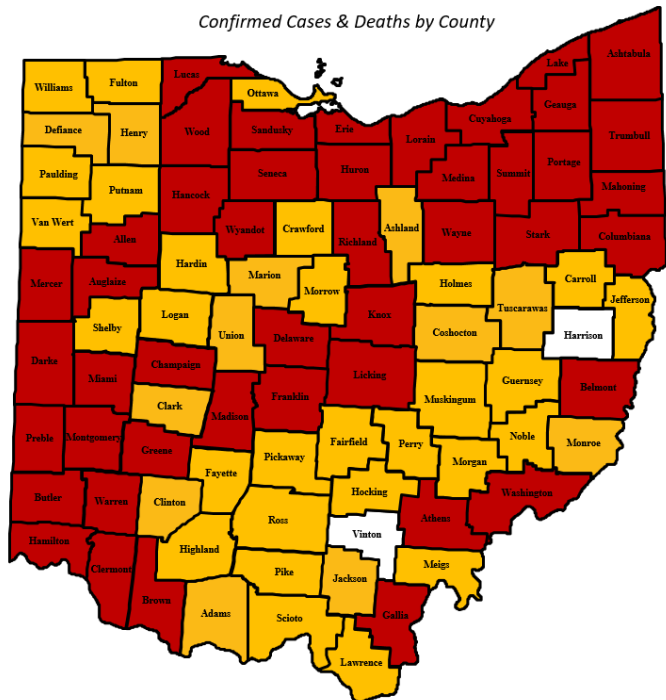 Confirmed Cases & Deaths by County
Ashtabula
Lake
Lucas
Fulton
Williams
Ottawa
Geauga
Cuyahoga
Sandusky
Erie
Wood
Defiance
Henry
Lorain
Trumbull
Portage
Summit
Medina
Huron
Seneca
Paulding
Putnam
Hancock
Mahoning
Van Wert
Wyandot
Crawford
Richland
Ashland
Wayne
Stark
Columbiana
Allen
Hardin
Marion
Morrow
Holmes
Carroll
Mercer
Auglaize
Jefferson
Tuscarawas
Logan
Knox
Shelby
Union
Coshocton
Harrison
Delaware
Darke
Champaign
Licking
Miami
Guernsey
Belmont
Franklin
Muskingum
Clark
Madison
Preble
Montgomery
Fairfield
Perry
Noble
Monroe
Greene
Pickaway
Morgan
Fayette
Hocking
Washington
Butler
Warren
Clinton
Athens
Ross
Vinton
Hamilton
Highland
Meigs
Clermont
Pike
Jackson
Brown
Adams
Scioto
Gallia
Lawrence